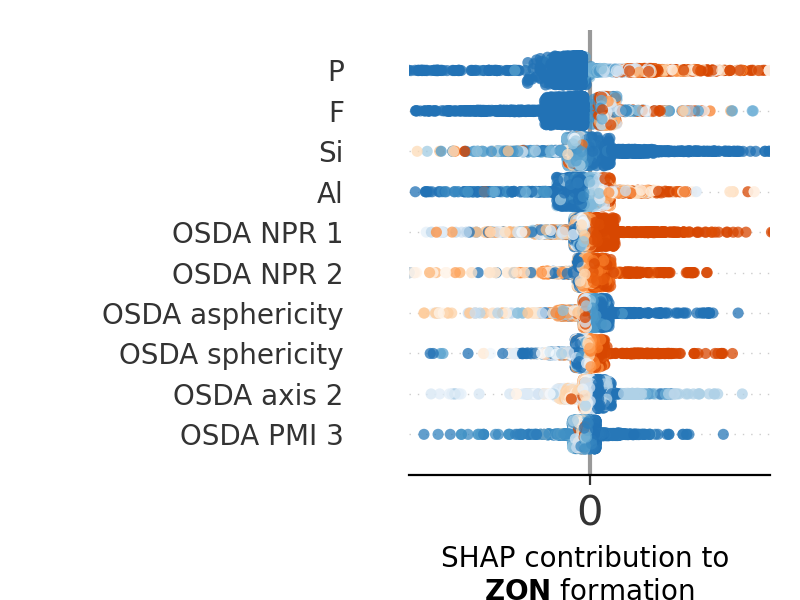 P
F
Si
Al
OSDA NPR 1
OSDA NPR 2
OSDA asphericity
OSDA sphericity
OSDA axis 2
OSDA PMI 3
0
SHAP contribution to
ZON formation